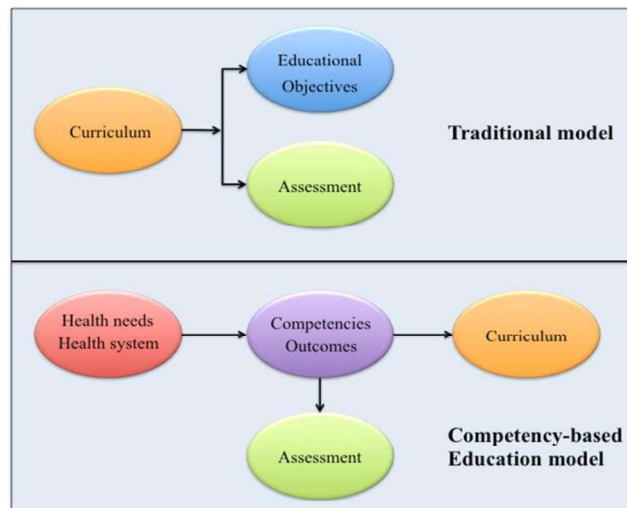 Educational
Objectives
Curriculum
Traditional model
Assessment
Health needs
Health system
Competencies
Outcomes
Curriculum
Assessment
Competency-based
Education model